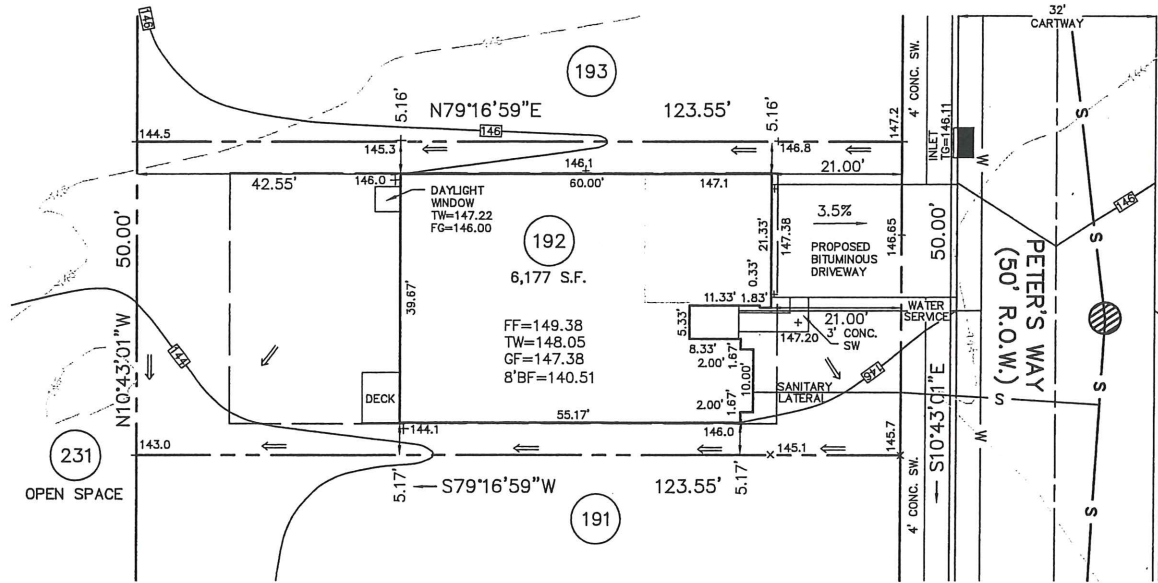 32'
CARTWAY
146
193
4' CONC. SW.
N79°16'59"E
123.55'
5.16'
5.16'
147.2
INLET
TG=146.11
144.5
145.3
146
146.8
W
S
146.1
21.00'
42.55'
146.0
60.00'
147.1
DAYLIGHT
WINDOW
TW=147.22
FG=146.00
192
6,177 S.F.
21.33'
147.38
3.5%
PROPOSED
BITUMINOUS
DRIVEWAY
146.65
50.00'
50.00'
PETER'S WAY
(50' R.O.W.)
146
S
39.67'
0.33'
11.33'
1.83'
WATER
SERVICE
5.33'
21.00'
147.20
3' CONC.
SW
FF=149.38
TW=148.05
GF=147.38
8'BF=140.51
8.33'
2.00'
1.67'
10.00'
N10°43'01"W
144
146
S10°43'01"E
DECK
SANITARY
LATERAL
2.00'
1.67'
S
S
W
55.17'
144.1
146.0
145.1
145.7
143.0
231
OPEN SPACE
5.17'
S79°16'59"W
123.55'
5.17'
4' CONC. SW.
191
S